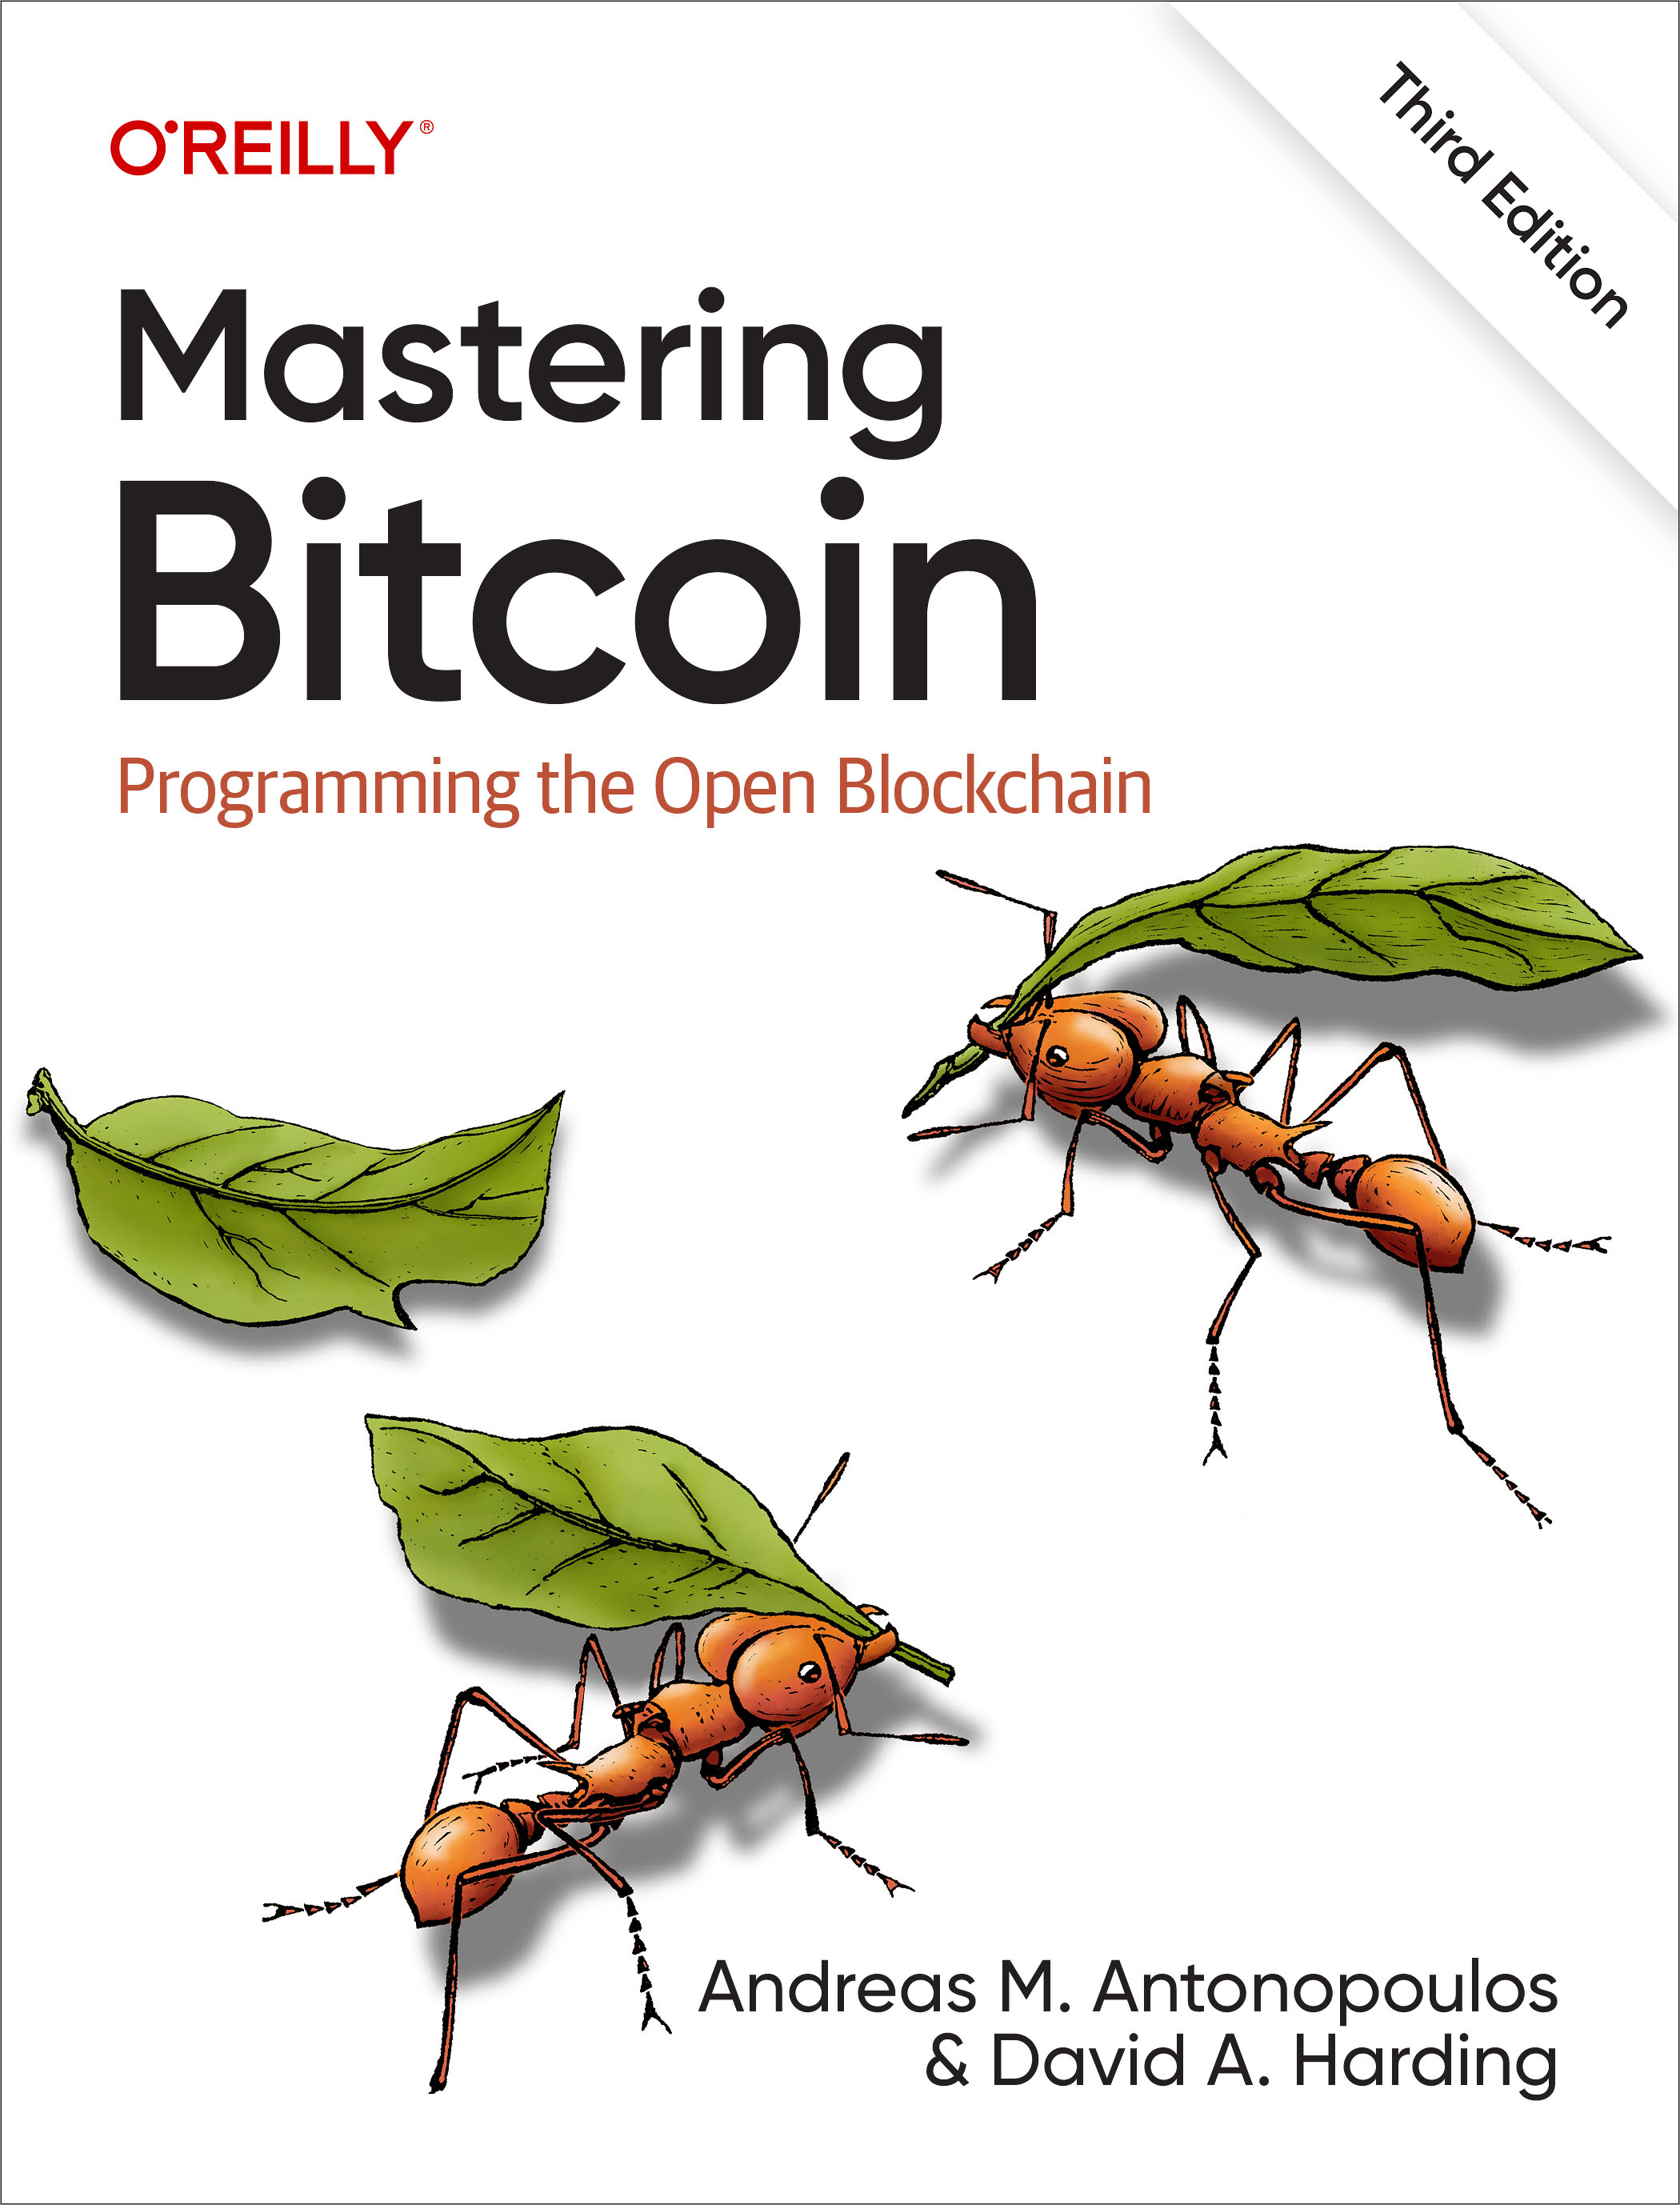 O'REILLY®
Third Edition
Mastering
Bitcoin
Programming the Open Blockchain
Andreas M. Antonopoulos
& David A. Harding